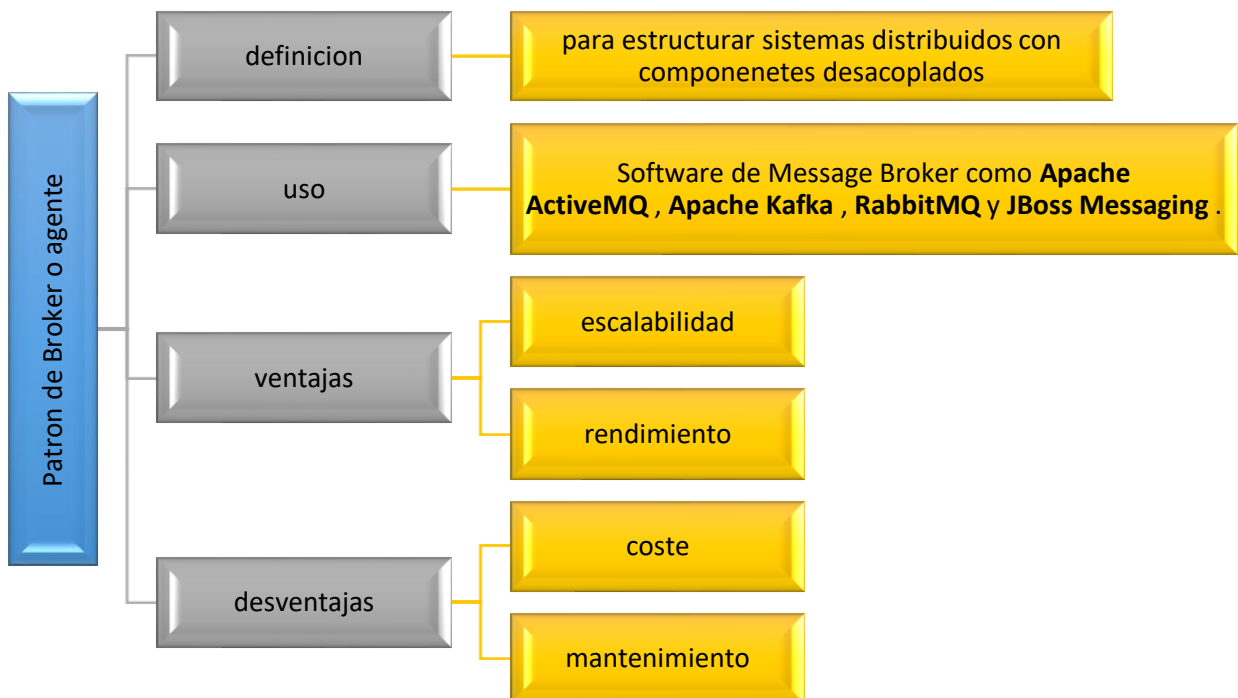 Patron de Broker o agente
definicion
para estructurar sistemas distribuidos con
componenetes desacoplados
uso
Software de Message Broker como Apache
ActiveMQ , Apache Kafka , RabbitMQ y JBoss Messaging .
ventajas
escalabilidad
rendimiento
desventajas
coste
mantenimiento